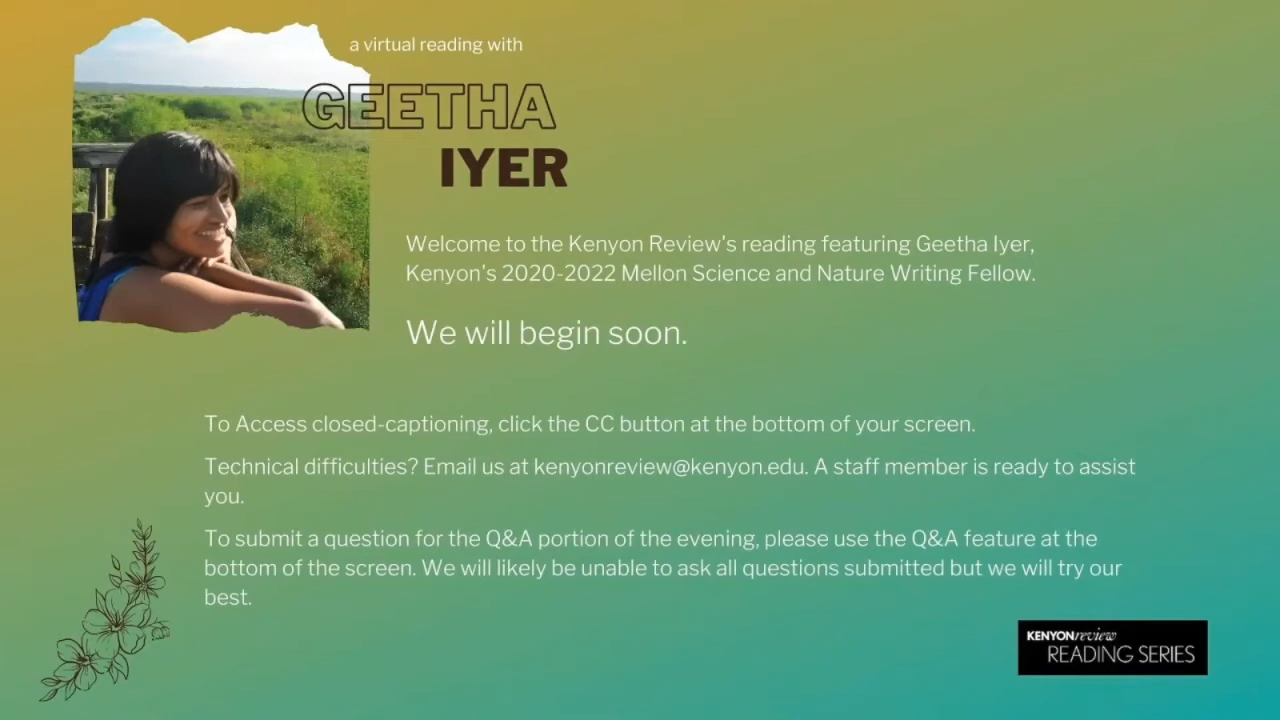 a virtual reading with
GEETHA
IYER
Welcome to the Kenyon Review's reading featuring Geetha Iyer,
Kenyon's 2020-2022 Mellon Science and Nature Writing Fellow.
We will begin soon.
To Access closed-captioning, click the CC button at the bottom of your screen.
Technical difficulties? Email us at kenyonreview@kenyon.edu. A staff member is ready to assist
you.
To submit a question for the Q&A portion of the evening, please use the Q&A feature at the
bottom of the screen. We will likely be unable to ask all questions submitted but we will try our
best.
KENYONreview
READING SERIES